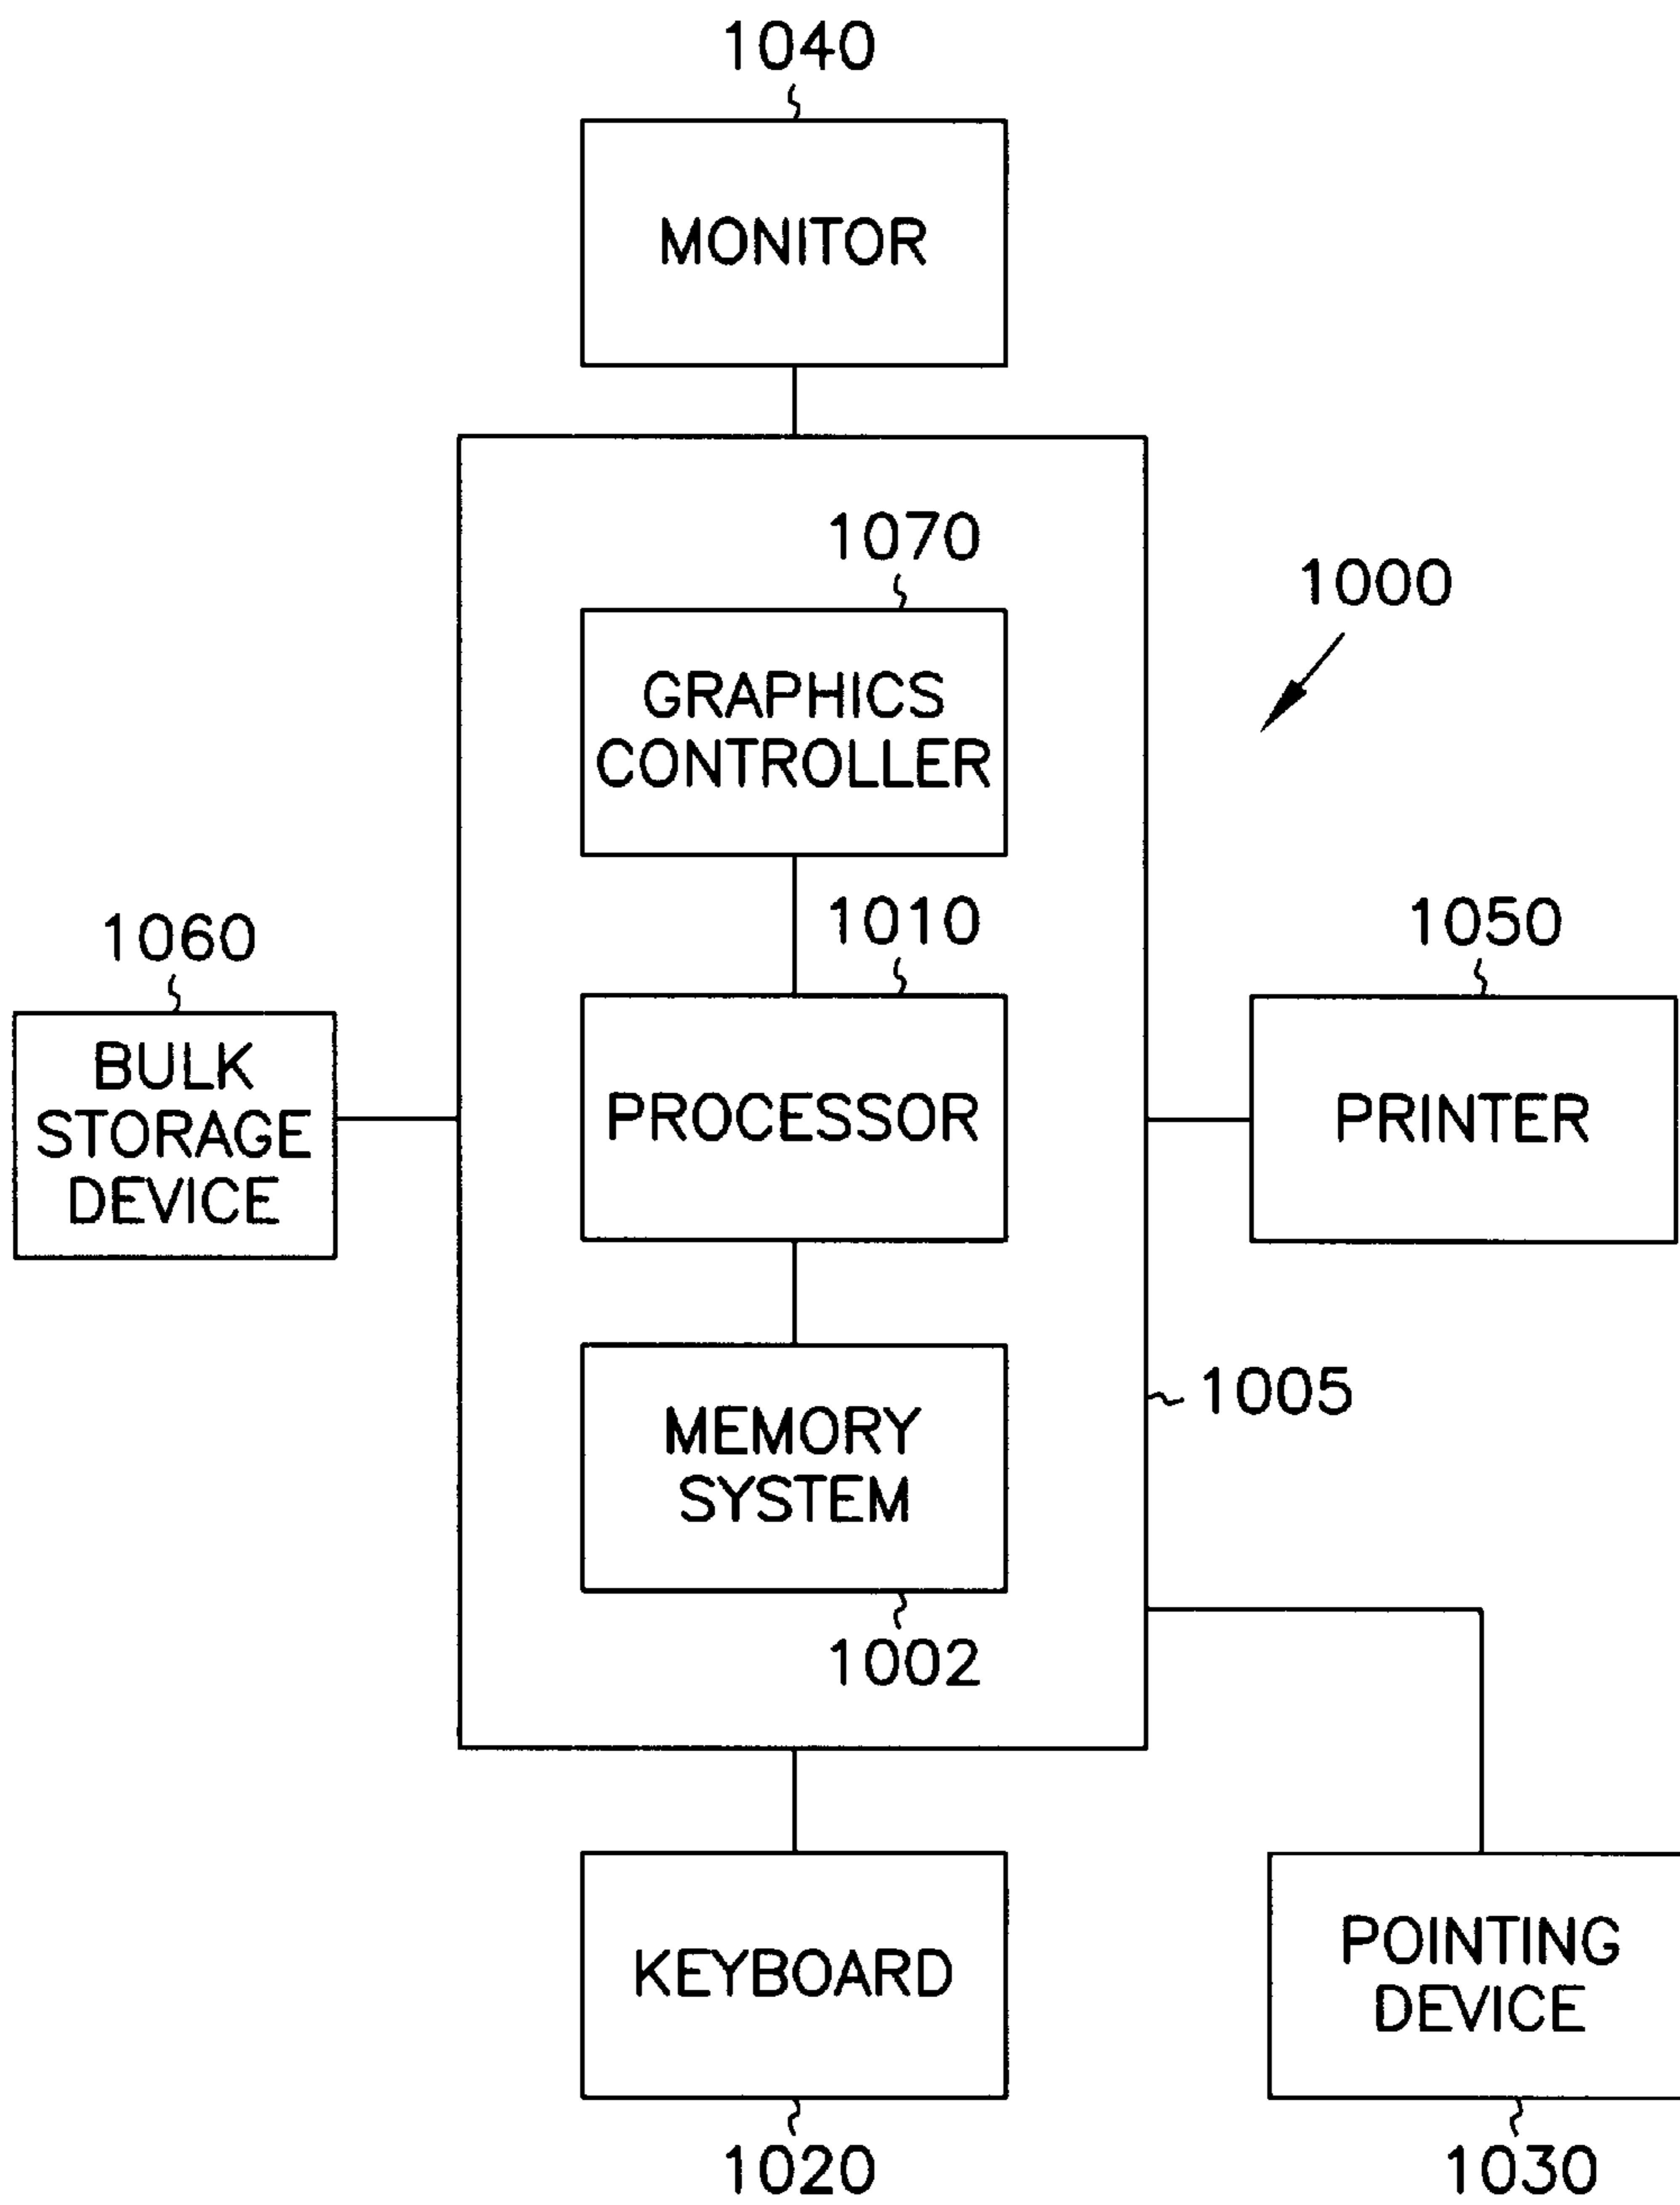 1040
MONITOR
1070
1000
GRAPHICS
CONTROLLER
1010
1060
1050
BULK
STORAGE
DEVICE
PROCESSOR
PRINTER
1005
MEMORY
SYSTEM
1002
KEYBOARD
POINTING
DEVICE
1020
1030